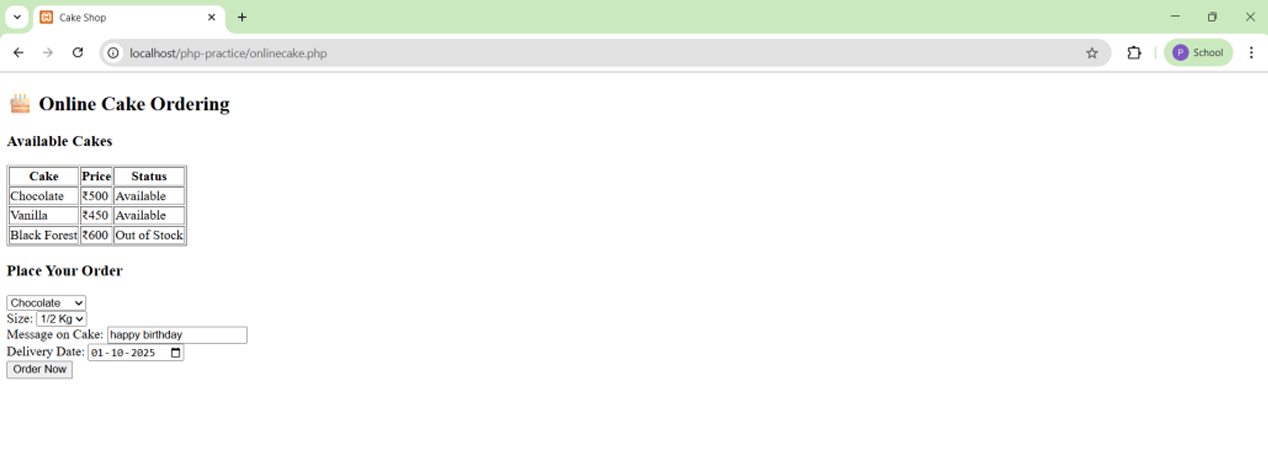 Cake Shop
localhost/php-practice/onlinecake.php
P School
Online Cake Ordering
Available Cakes
Cake Price Status
Chocolate ₹500 Available
Vanilla ₹450 Available
Black Forest ₹600 Out of Stock
Place Your Order
Chocolate
Size: 1/2 Kg
Message on Cake: happy birthday
Delivery Date: 01-10-2025
Order Now